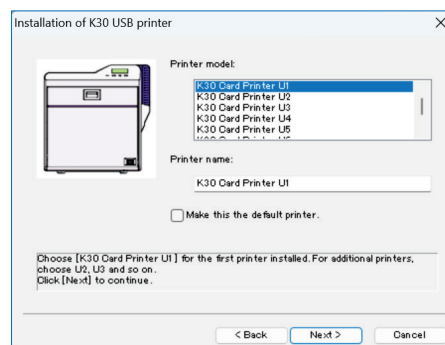 Installation of K30 USB printer
Printer model:
K30 Card Printer U1
K30 Card Printer U2
K30 Card Printer U3
K30 Card Printer U4
K30 Card Printer U5
Printer name:
K30 Card Printer U1
Make this the default printer.
Choose [K30 Card Printer U1 ] for the first printer installed. For additional printers,
choose U2, U3 and so on.
Click [Next] to continue.
< Back
Next >
Cancel